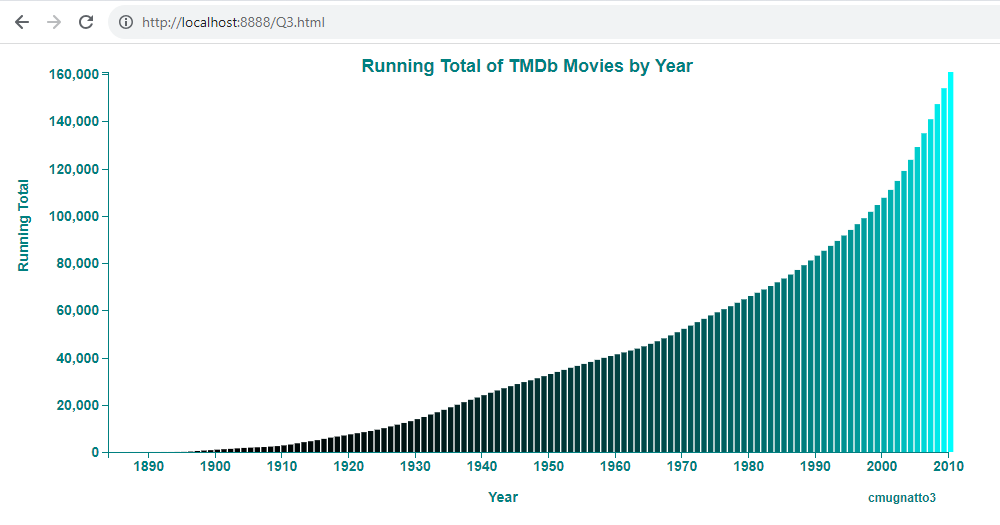 http://localhost:8888/Q3.html
Running Total of TMDb Movies by Year
160,000
140,000
120,000
100,000
80,000
60,000
40,000
20,000
0
Running Total
1890 1900 1910 1920 1930 1940 1950 1960 1970 1980 1990 2000 2010
Year
cmugnatto3